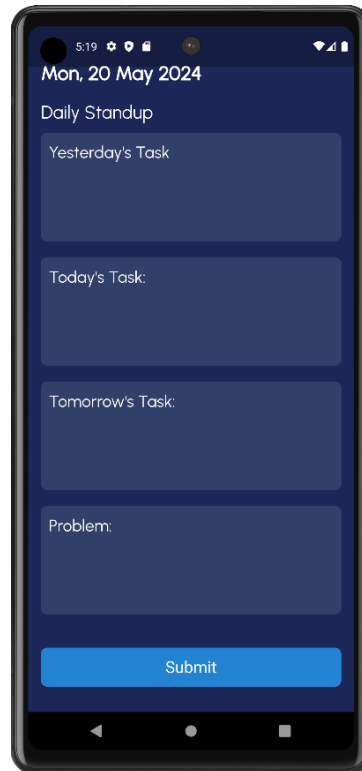 5:19
Mon, 20 May 2024
Daily Standup
Yesterday's Task
Today's Task:
Tomorrow's Task:
Problem:
Submit